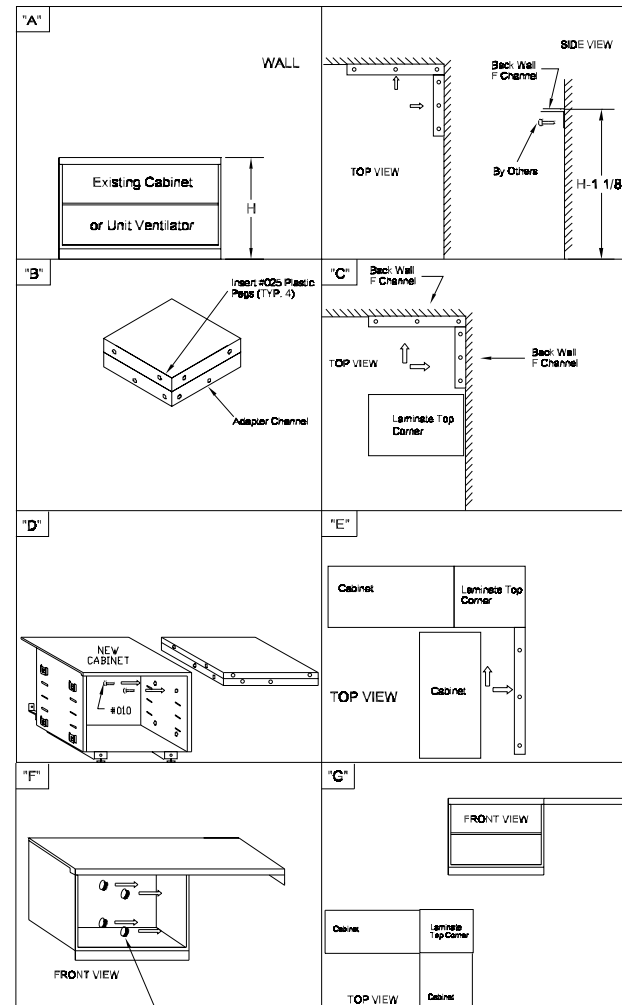 "A"
WALL
Existing Cabinet
or Unit Ventilator
H
SIDE VIEW
Back Wall
F Channel
TOP VIEW
By Others
H-1 1/8
"B"
Insert #025 Plastic
Pegs (TYP. 4)
Adapter Channel
"C"
Back Wall
F Channel
TOP VIEW
Back Wall
F Channel
Laminate Top
Corner
"D"
NEW
CABINET
#010
"E"
Cabinet
Laminate Top
Corner
TOP VIEW
Cabinet
"F"
FRONT VIEW
"G"
FRONT VIEW
Cabinet
Laminate
Top Corner
TOP VIEW
Cabinet